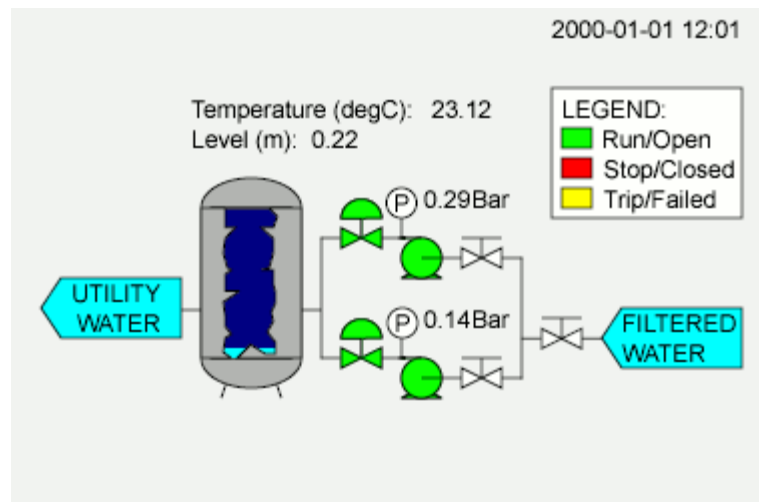 2000-01-01 12:01
Temperature (degC): 23.12
Level (m): 0.22
LEGEND:
Run/Open
Stop/Closed
Trip/Failed
P 0.29Bar
UTILITY
WATER
P 0.14Bar
FILTERED
WATER